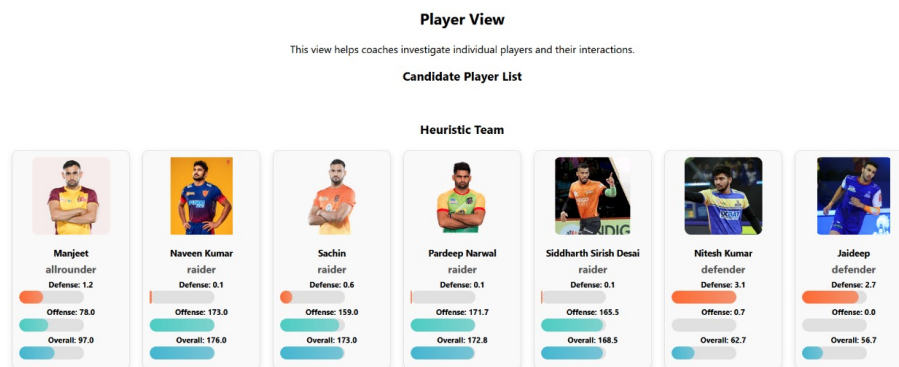 Player View
This view helps coaches investigate individual players and their interactions.
Candidate Player List
Heuristic Team
Manjeet
allrounder
Defense: 1.2
Offense: 78.0
Overall: 97.0
Naveen Kumar
raider
Defense: 0.1
Offense: 173.0
Overall: 176.0
Sachin
raider
Defense: 0.6
Offense: 159.0
Overall: 173.0
Pardeep Narwal
raider
Defense: 0.1
Offense: 171.7
Overall: 172.8
Siddharth Sirish Desai
raider
Defense: 0.1
Offense: 165.5
Overall: 168.5
Nitesh Kumar
defender
Defense: 3.1
Offense: 0.7
Overall: 62.7
Jaideep
defender
Defense: 2.7
Offense: 0.0
Overall: 56.7